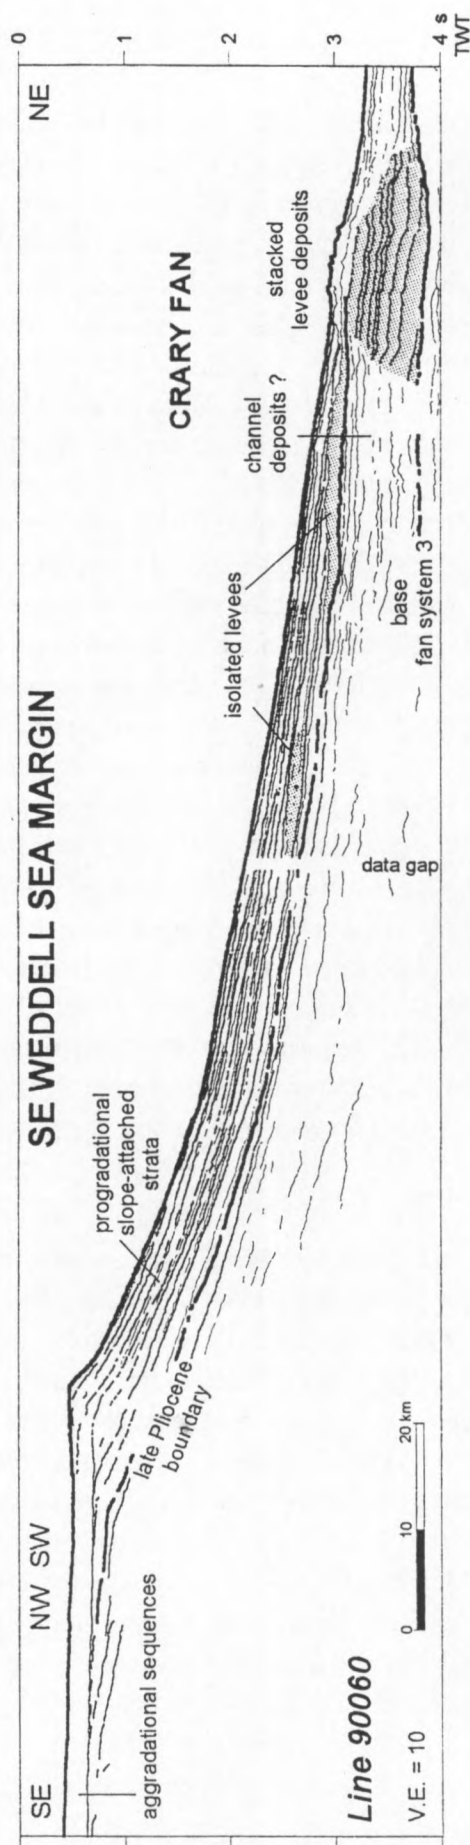 SE WEDDELL SEA MARGIN
SE
NW SW
NE
CRARY FAN
aggradational sequences
late Pliocene
boundary
progradational
slope-attached
strata
data gap
isolated levees
channel
deposits ?
stacked
levee deposits
base
fan system 3
Line 90060
V.E. = 10
0 10 20 km
0
1
2
3
4 s
TWT